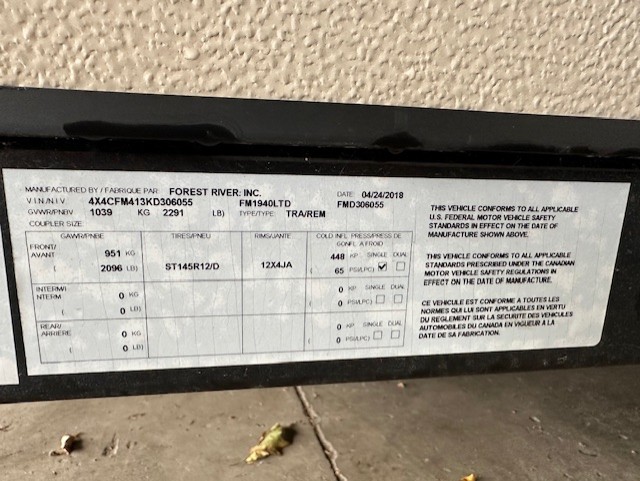 MANUFACTURED BY / FABRIQUE PAR FOREST RIVER: INC. DATE 04/24/2018
V.I.N/N.I.V 4X4CFM413KD306055 FM1940LTD FMD306055
GVWR/PNBV 1039 KG 2291 LB) TYPE/TYPE TRA/REM
COUPLER SIZE
GAWR/PNBE TIRES/PNEU RIMS/JANTE COLD INFL PRESS/PRESS DE
GONFL A FROID
FRONT/
AVANT 951 KG ST145R12/D 12X4JA 448 KP SINGLE DUAL
( 2096 LB) ( 65 PSI/LPC)
INTERM/
INTERM 0 KG 0 KP SINGLE DUAL
( 0 LB) ( 0 PSI/LPC)
REAR/
ARRIERE 0 KG 0 KP SINGLE DUAL
( 0 LB) ( 0 PSI/LPC)
THIS VEHICLE CONFORMS TO ALL APPLICABLE
U.S. FEDERAL MOTOR VEHICLE SAFETY
STANDARDS IN EFFECT ON THE DATE OF
MANUFACTURE SHOWN ABOVE.
THIS VEHICLE CONFORMS TO ALL APPLICABLE
STANDARDS PRESCRIBED UNDER THE CANADIAN
MOTOR VEHICLE SAFETY REGULATIONS IN
EFFECT ON THE DATE OF MANUFACTURE.
CE VEHICULE EST CONFORME A TOUTES LES
NORMES QUI LUI SONT APPLICABLES EN VERTU
DU REGLEMENT SUR LA SECURITE DES VEHICULES
AUTOMOBILES DU CANADA EN VIGUEUR A LA
DATE DE SA FABRICATION.